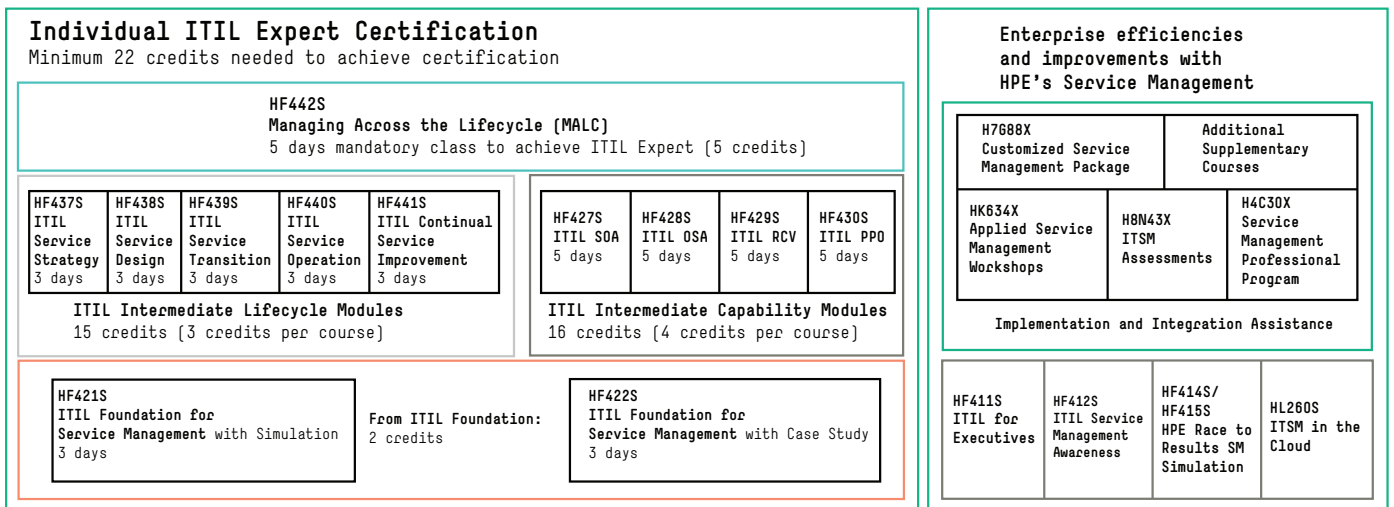 Individual ITIL Expert Certification
Minimum 22 credits needed to achieve certification
HF442S
Managing Across the Lifecycle (MALC)
5 days mandatory class to achieve ITIL Expert (5 credits)
HF437S
ITIL
Service
Strategy
3 days
HF438S
ITIL
Service
Design
3 days
HF439S
ITIL
Service
Transition
3 days
HF440S
ITIL
Service
Operation
3 days
HF441S
ITIL Continual
Service
Improvement
3 days
ITIL Intermediate Lifecycle Modules
15 credits (3 credits per course)
HF427S
ITIL SOA
5 days
HF428S
ITIL OSA
5 days
HF429S
ITIL RCV
5 days
HF430S
ITIL PPO
5 days
ITIL Intermediate Capability Modules
16 credits (4 credits per course)
HF421S
ITIL Foundation for
Service Management with Simulation
3 days
From ITIL Foundation:
2 credits
HF422S
ITIL Foundation for
Service Management with Case Study
3 days
Enterprise efficiencies
and improvements with
HPE's Service Management
H7G88X
Customized Service
Management Package
Additional
Supplementary
Courses
HK634X
Applied Service
Management
Workshops
H8N43X
ITSM
Assessments
H4C30X
Service
Management
Professional
Program
Implementation and Integration Assistance
HF411S
ITIL for
Executives
HF412S
ITIL Service
Management
Awareness
HF414S/
HF415S
HPE Race to
Results SM
Simulation
HL260S
ITSM in the
Cloud